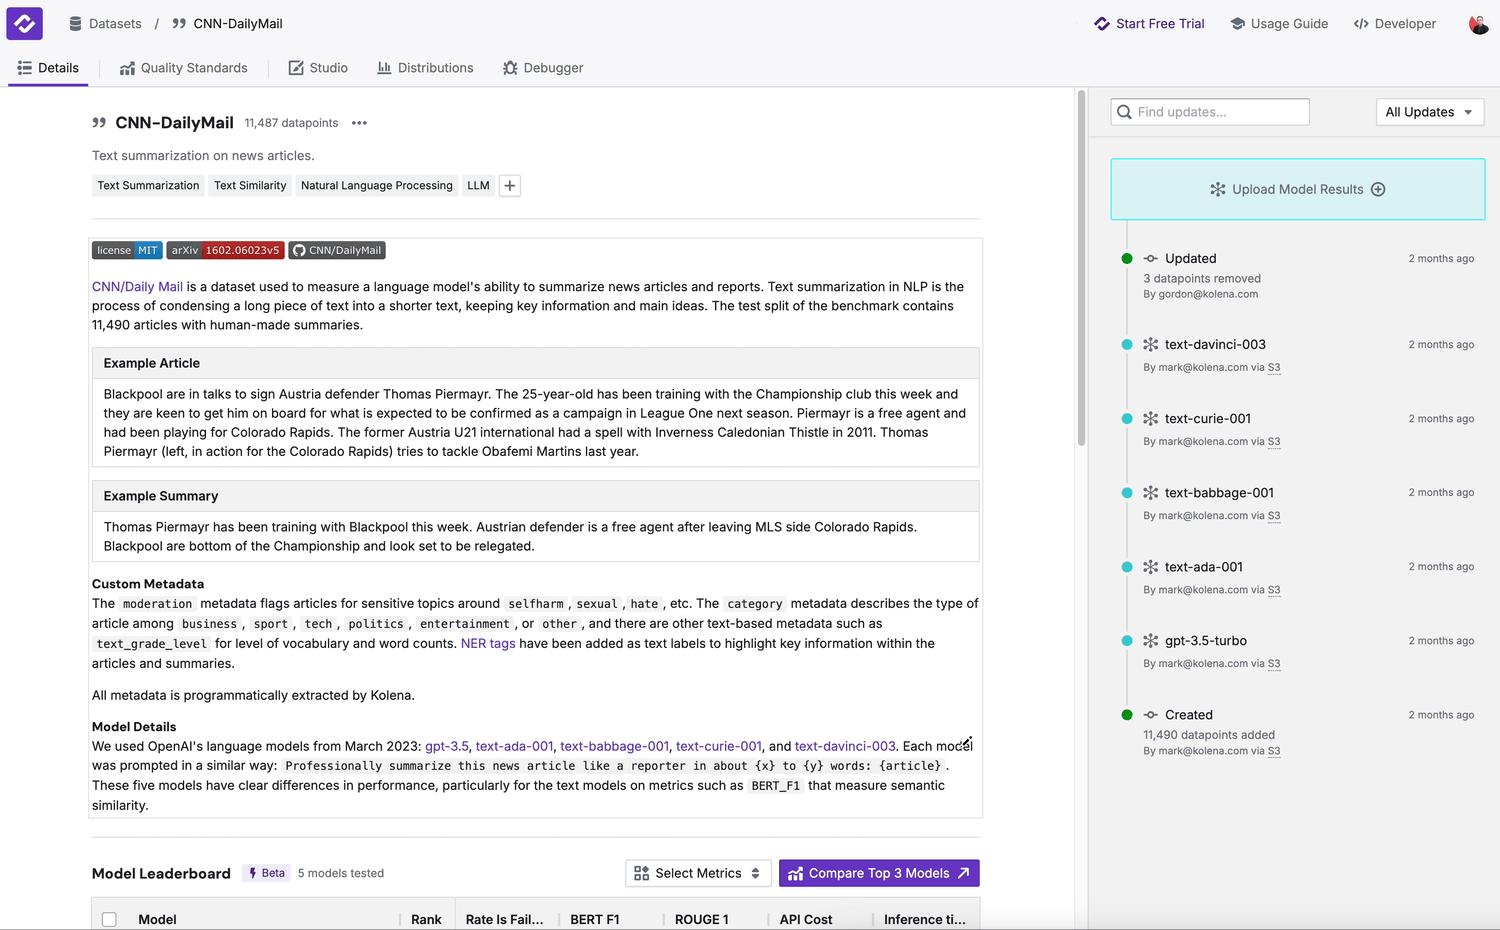 Datasets / CNN-DailyMail
Start Free Trial
Usage Guide
Developer
Details
Quality Standards
Studio
Distributions
Debugger
CNN-DailyMail 11,487 datapoints
Text summarization on news articles.
Text Summarization Text Similarity Natural Language Processing LLM
license MIT arXiv 1602.06023v5 CNN/DailyMail
CNN/Daily Mail is a dataset used to measure a language model's ability to summarize news articles and reports. Text summarization in NLP is the
process of condensing a long piece of text into a shorter text, keeping key information and main ideas. The test split of the benchmark contains
11,490 articles with human-made summaries.
Example Article
Blackpool are in talks to sign Austria defender Thomas Piermayr. The 25-year-old has been training with the Championship club this week and
they are keen to get him on board for what is expected to be confirmed as a campaign in League One next season. Piermayr is a free agent and
had been playing for Colorado Rapids. The former Austria U21 international had a spell with Inverness Caledonian Thistle in 2011. Thomas
Piermayr (left, in action for the Colorado Rapids) tries to tackle Obafemi Martins last year.
Example Summary
Thomas Piermayr has been training with Blackpool this week. Austrian defender is a free agent after leaving MLS side Colorado Rapids.
Blackpool are bottom of the Championship and look set to be relegated.
Custom Metadata
The moderation metadata flags articles for sensitive topics around selfharm, sexual, hate, etc. The category metadata describes the type of
article among business, sport, tech, politics, entertainment, or other, and there are other text-based metadata such as
text_grade_level for level of vocabulary and word counts. NER tags have been added as text labels to highlight key information within the
articles and summaries.
All metadata is programmatically extracted by Kolena.
Model Details
We used OpenAI's language models from March 2023: gpt-3.5, text-ada-001, text-babbage-001, text-curie-001, and text-davinci-003. Each model
was prompted in a similar way: Professionally summarize this news article like a reporter in about {x} to {y} words: {article}.
These five models have clear differences in performance, particularly for the text models on metrics such as BERT_F1 that measure semantic
similarity.
Model Leaderboard Beta 5 models tested
Select Metrics
Compare Top 3 Models
Model Rank Rate Is Fail... BERT F1 ROUGE 1 API Cost Inference ti...
Find updates...
All Updates
Upload Model Results
Updated 2 months ago
3 datapoints removed
By gordon@kolena.com
text-davinci-003 2 months ago
By mark@kolena.com via S3
text-curie-001 2 months ago
By mark@kolena.com via S3
text-babbage-001 2 months ago
By mark@kolena.com via S3
text-ada-001 2 months ago
By mark@kolena.com via S3
gpt-3.5-turbo 2 months ago
By mark@kolena.com via S3
Created 2 months ago
11,490 datapoints added
By mark@kolena.com via S3